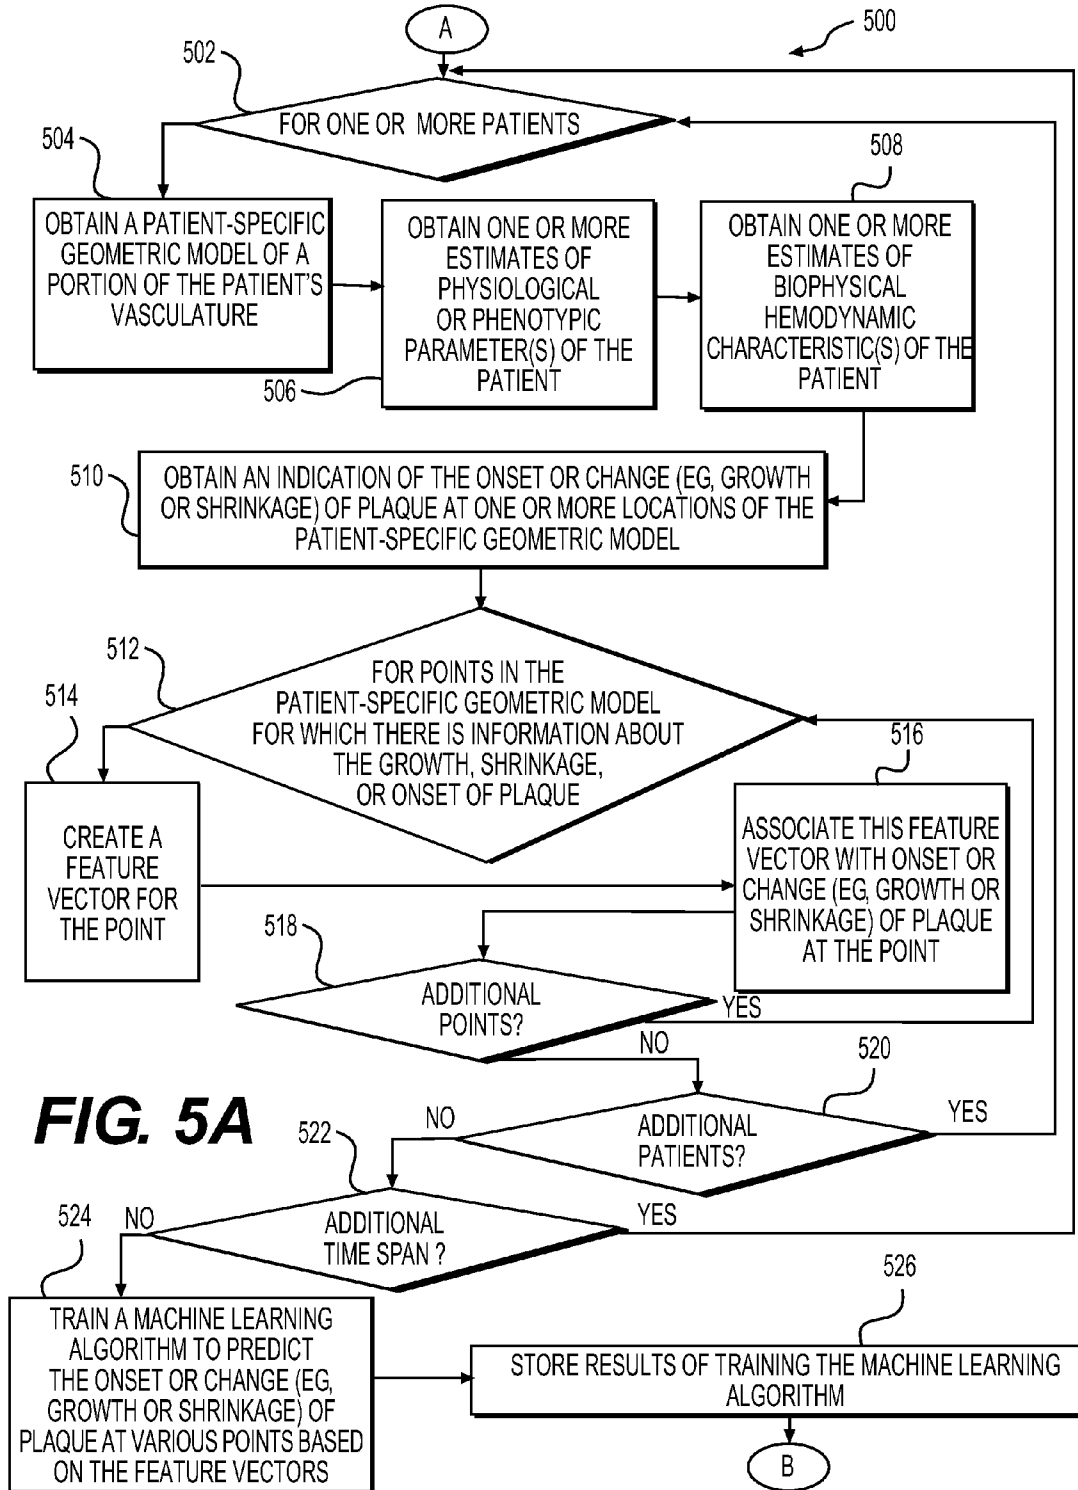 A
500
502
FOR ONE OR MORE PATIENTS
504
OBTAIN A PATIENT-SPECIFIC
GEOMETRIC MODEL OF A
PORTION OF THE PATIENT'S
VASCULATURE
506
OBTAIN ONE OR MORE
ESTIMATES OF
PHYSIOLOGICAL
OR PHENOTYPIC
PARAMETER(S) OF THE
PATIENT
508
OBTAIN ONE OR MORE
ESTIMATES OF
BIOPHYSICAL
HEMODYNAMIC
CHARACTERISTIC(S) OF THE
PATIENT
510
OBTAIN AN INDICATION OF THE ONSET OR CHANGE (EG, GROWTH
OR SHRINKAGE) OF PLAQUE AT ONE OR MORE LOCATIONS OF THE
PATIENT-SPECIFIC GEOMETRIC MODEL
512
FOR POINTS IN THE
PATIENT-SPECIFIC GEOMETRIC MODEL
FOR WHICH THERE IS INFORMATION ABOUT
THE GROWTH, SHRINKAGE,
OR ONSET OF PLAQUE
514
CREATE A
FEATURE
VECTOR FOR
THE POINT
516
ASSOCIATE THIS FEATURE
VECTOR WITH ONSET OR
CHANGE (EG, GROWTH OR
SHRINKAGE) OF PLAQUE
AT THE POINT
518
ADDITIONAL
POINTS?
YES
NO
520
ADDITIONAL
PATIENTS?
YES
NO
FIG. 5A
522
ADDITIONAL
TIME SPAN ?
YES
NO
524
TRAIN A MACHINE LEARNING
ALGORITHM TO PREDICT
THE ONSET OR CHANGE (EG,
GROWTH OR SHRINKAGE) OF
PLAQUE AT VARIOUS POINTS BASED
ON THE FEATURE VECTORS
526
STORE RESULTS OF TRAINING THE MACHINE LEARNING
ALGORITHM
B